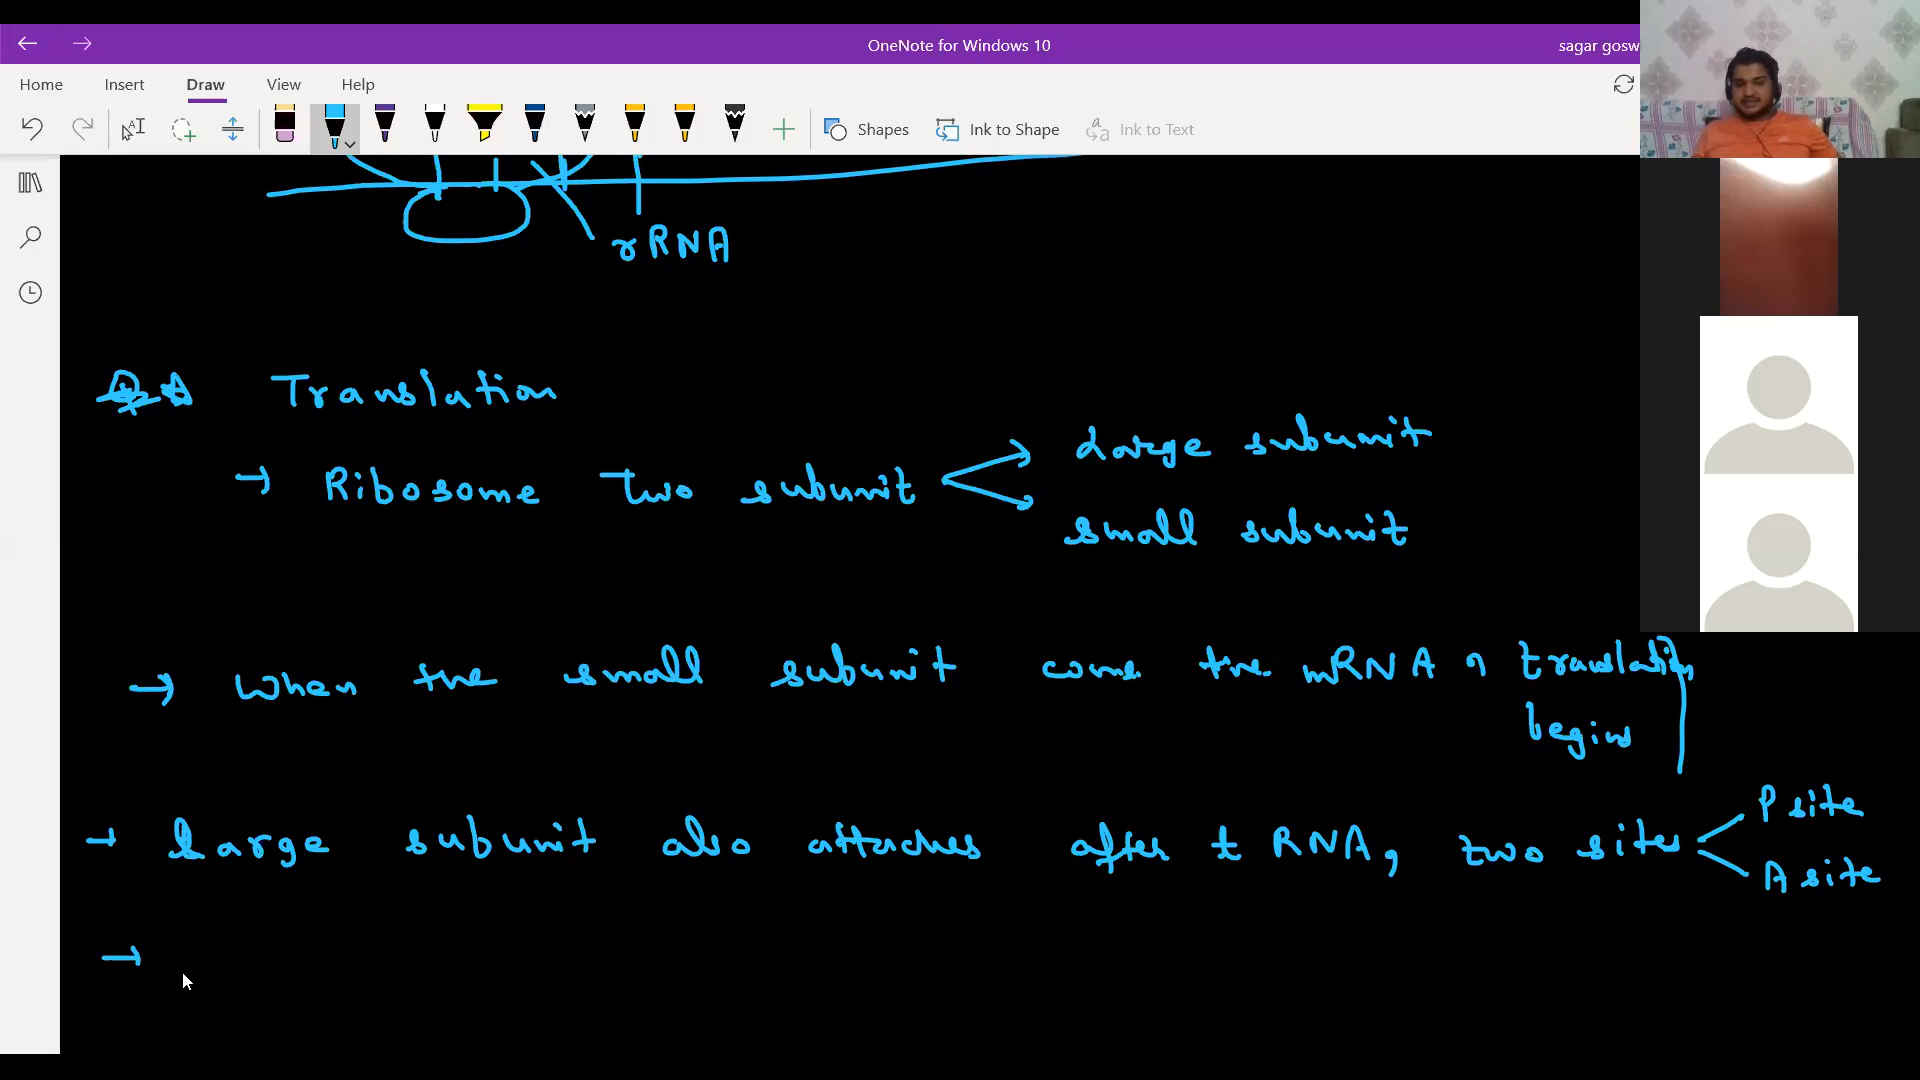 OneNote for Windows 10
sagar gosw
Home Insert Draw View Help
Shapes Ink to Shape Ink to Text
rRNA
Translation
→ Ribosome Two subunit
Large subunit
small subunit
→ When the small subunit come the mRNA, translation
begins
→ Large subunit also attaches after t RNA, two sites
P site
A site
→